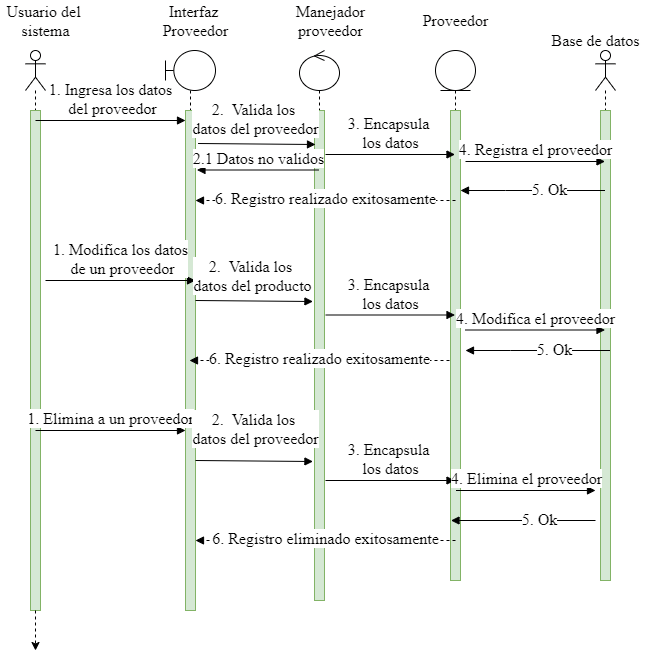 Usuario del
sistema
Interfaz
Proveedor
Manejador
proveedor
Proveedor
Base de datos
1. Ingresa los datos
del proveedor
2. Valida los
datos del proveedor
3. Encapsula
los datos
4. Registra el proveedor
2.1 Datos no validos
5. Ok
6. Registro realizado exitosamente
1. Modifica los datos
de un proveedor
2. Valida los
datos del producto
3. Encapsula
los datos
4. Modifica el proveedor
5. Ok
6. Registro realizado exitosamente
1. Elimina a un proveedor
2. Valida los
datos del proveedor
3. Encapsula
los datos
4. Elimina el proveedor
5. Ok
6. Registro eliminado exitosamente